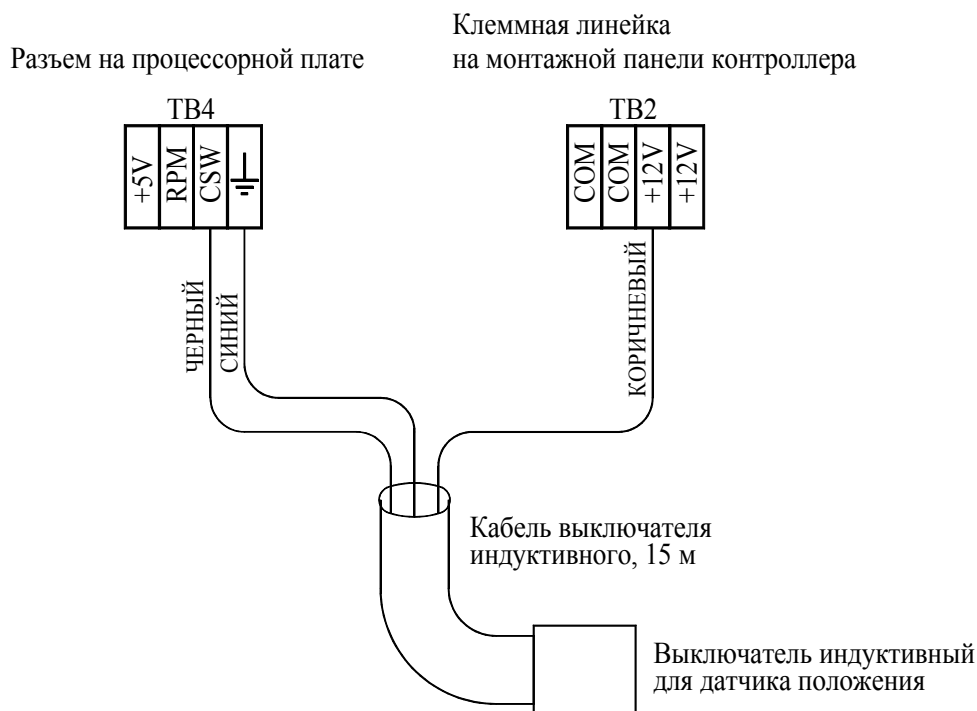 Клеммная линейка
Разъем на процессорной плате
на монтажной панели контроллера
TB4
TB2
+5V
RPM
CSW
COM
COM
+12V
+12V
ЧЕРНЫЙ
СИНИЙ
КОРИЧНЕВЫЙ
Кабель выключателя
индуктивного, 15 м
Выключатель индуктивный
для датчика положения